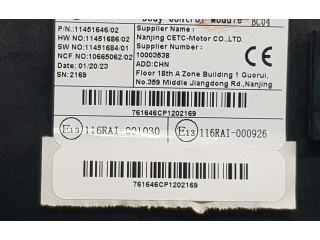 Body Control Module BC04
P/N: 11451646/02
HW NO: 11451686/02
SW NO: 11451684/01
NCF NO: 10665062/02
DATE: 01/20/23
SN: 2169
Supplier Name:
Nanjing CETC-Motor CO.,LTD.
Supplier Number:
10003638
ADD:CHN
Floor 18th A Zone Building 1 Guorui,
No.359 Middle Jiangdong Rd.,Nanjing
E13 116RAI-001030
E13 116RAI-000926
761646CP1202169
761646CP1202169